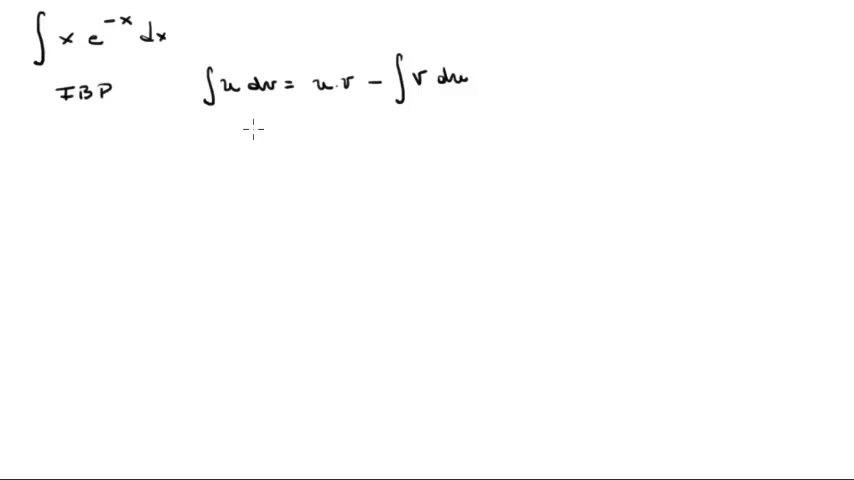 ∫ x e^{-x} dx
IBP ∫ u dv = u·v - ∫ v du